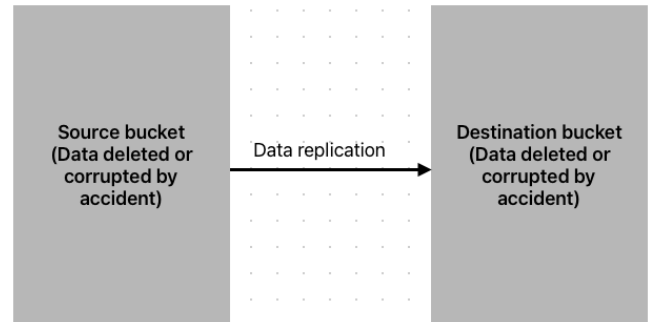 Source bucket
(Data deleted or
corrupted by
accident)
Data replication
Destination bucket
(Data deleted or
corrupted by
accident)